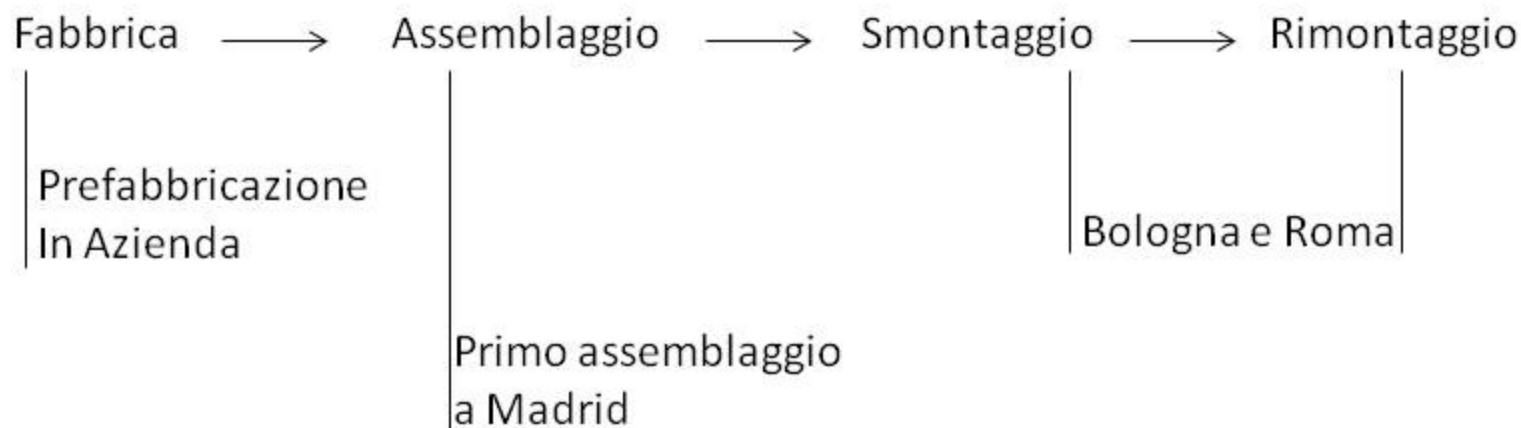 Fabbrica → Assemblaggio → Smontaggio → Rimontaggio
Prefabbricazione
In Azienda
Bologna e Roma
Primo assemblaggio
a Madrid